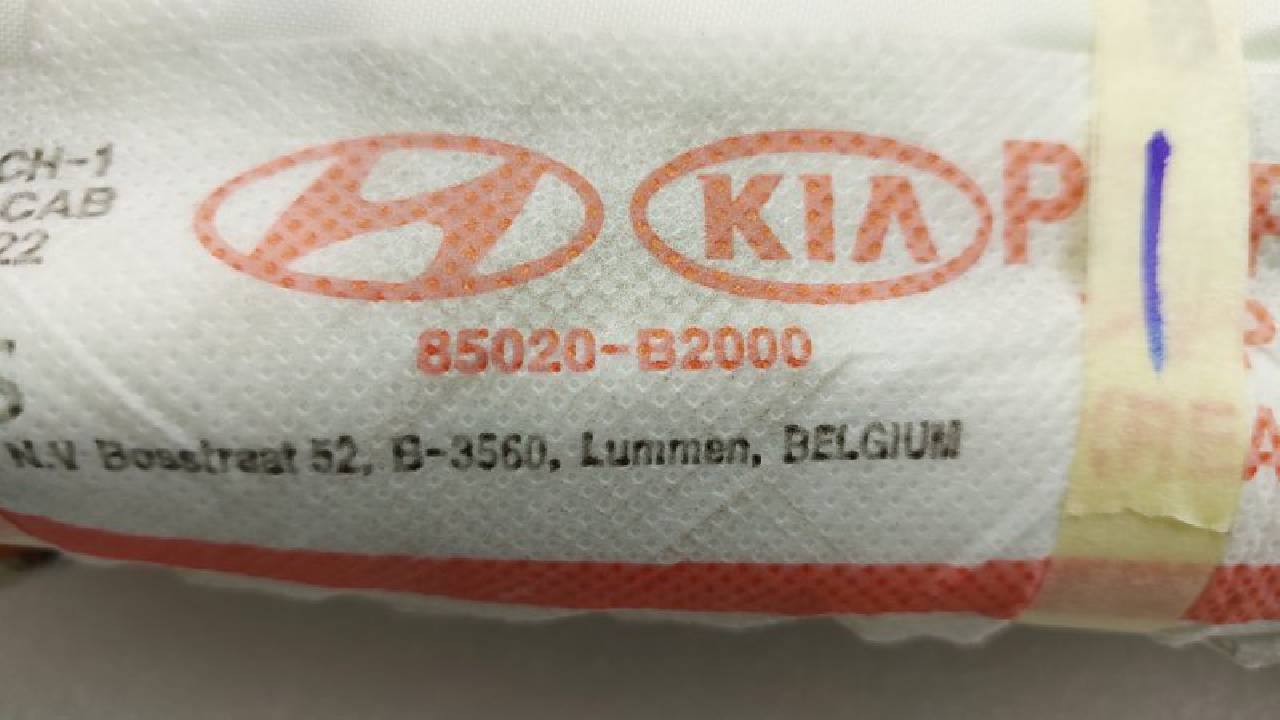 CH-1
CAB
22
KIA P
85020-B2000
N.V Bosstraat 52, B-3560, Lummen, BELGIUM